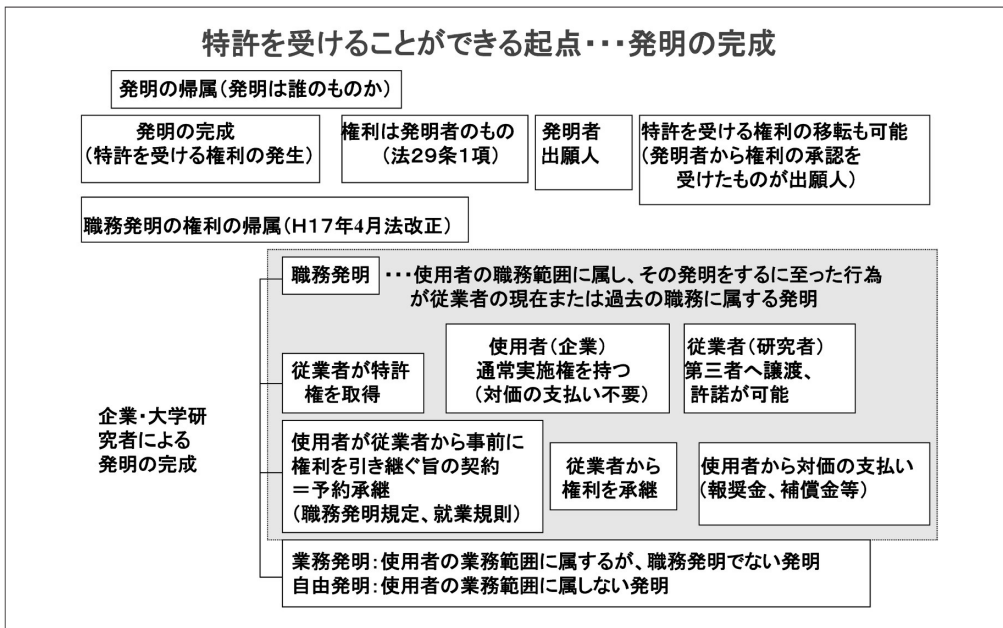 特許を受けることができる起点・・・発明の完成
発明の帰属(発明は誰のものか)
発明の完成
(特許を受ける権利の発生)
権利は発明者のもの
(法29条1項)
発明者
出願人
特許を受ける権利の移転も可能
(発明者から権利の承認を
受けたものが出願人)
職務発明の権利の帰属(H17年4月法改正)
企業・大学研
究者による
発明の完成
職務発明 ・・・使用者の職務範囲に属し、その発明をするに至った行為
が従業者の現在または過去の職務に属する発明
従業者が特許
権を取得
使用者(企業)
通常実施権を持つ
(対価の支払い不要)
従業者(研究者)
第三者へ譲渡、
許諾が可能
使用者が従業者から事前に
権利を引き継ぐ旨の契約
=予約承継
(職務発明規定、就業規則)
従業者から
権利を承継
使用者から対価の支払い
(報奨金、補償金等)
業務発明:使用者の業務範囲に属するが、職務発明でない発明
自由発明:使用者の業務範囲に属しない発明